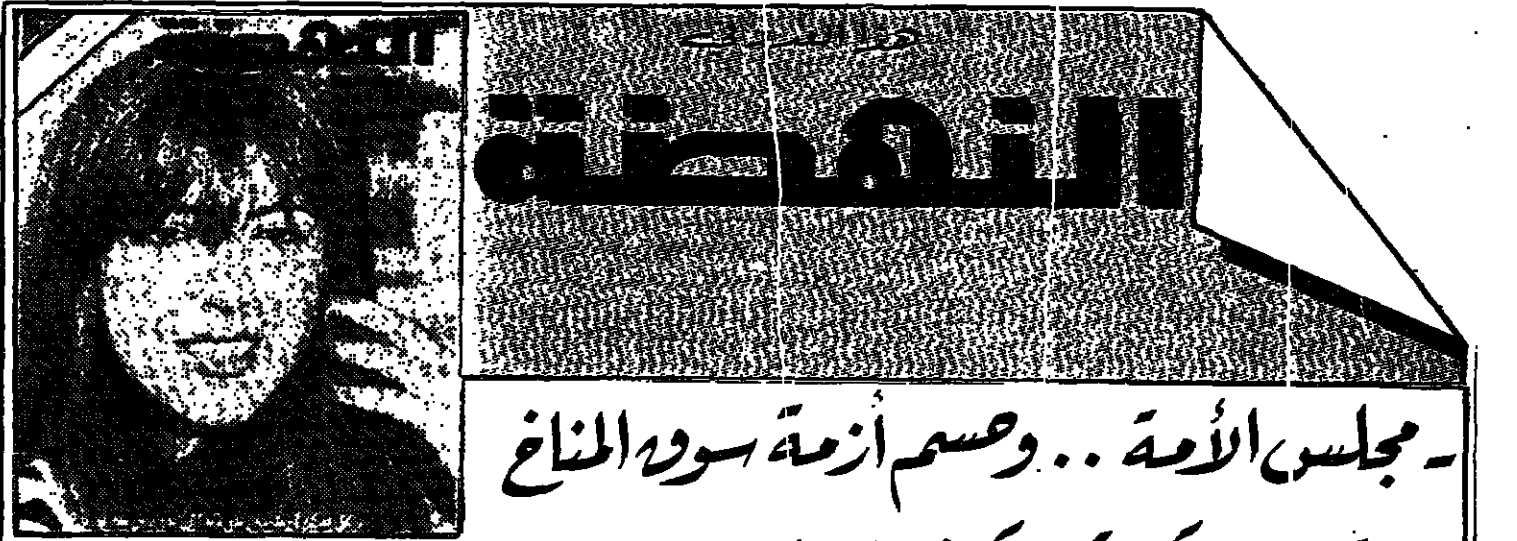 النهضة
- مجلس الأمة .. وحسم أزمة سوق المناخ